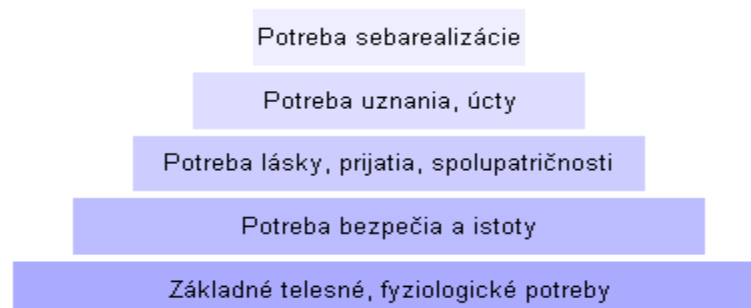 Potreba sebarealizácie
Potreba uznania, úcty
Potreba lásky, prijatia, spolupatričnosti
Potreba bezpečia a istoty
Základné telesné, fyziologické potreby